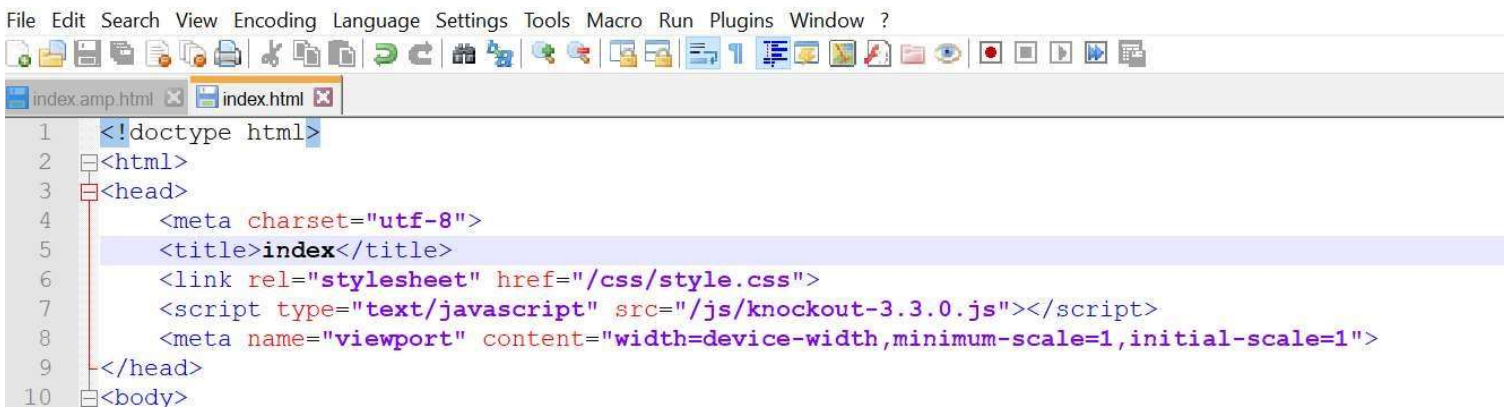 File Edit Search View Encoding Language Settings Tools Macro Run Plugins Window ?
index.amp.html index.html
1 <!doctype html>
2 <html>
3 <head>
4 <meta charset="utf-8">
5 <title>index</title>
6 <link rel="stylesheet" href="/css/style.css">
7 <script type="text/javascript" src="/js/knockout-3.3.0.js"></script>
8 <meta name="viewport" content="width=device-width,minimum-scale=1,initial-scale=1">
9 </head>
10 <body>